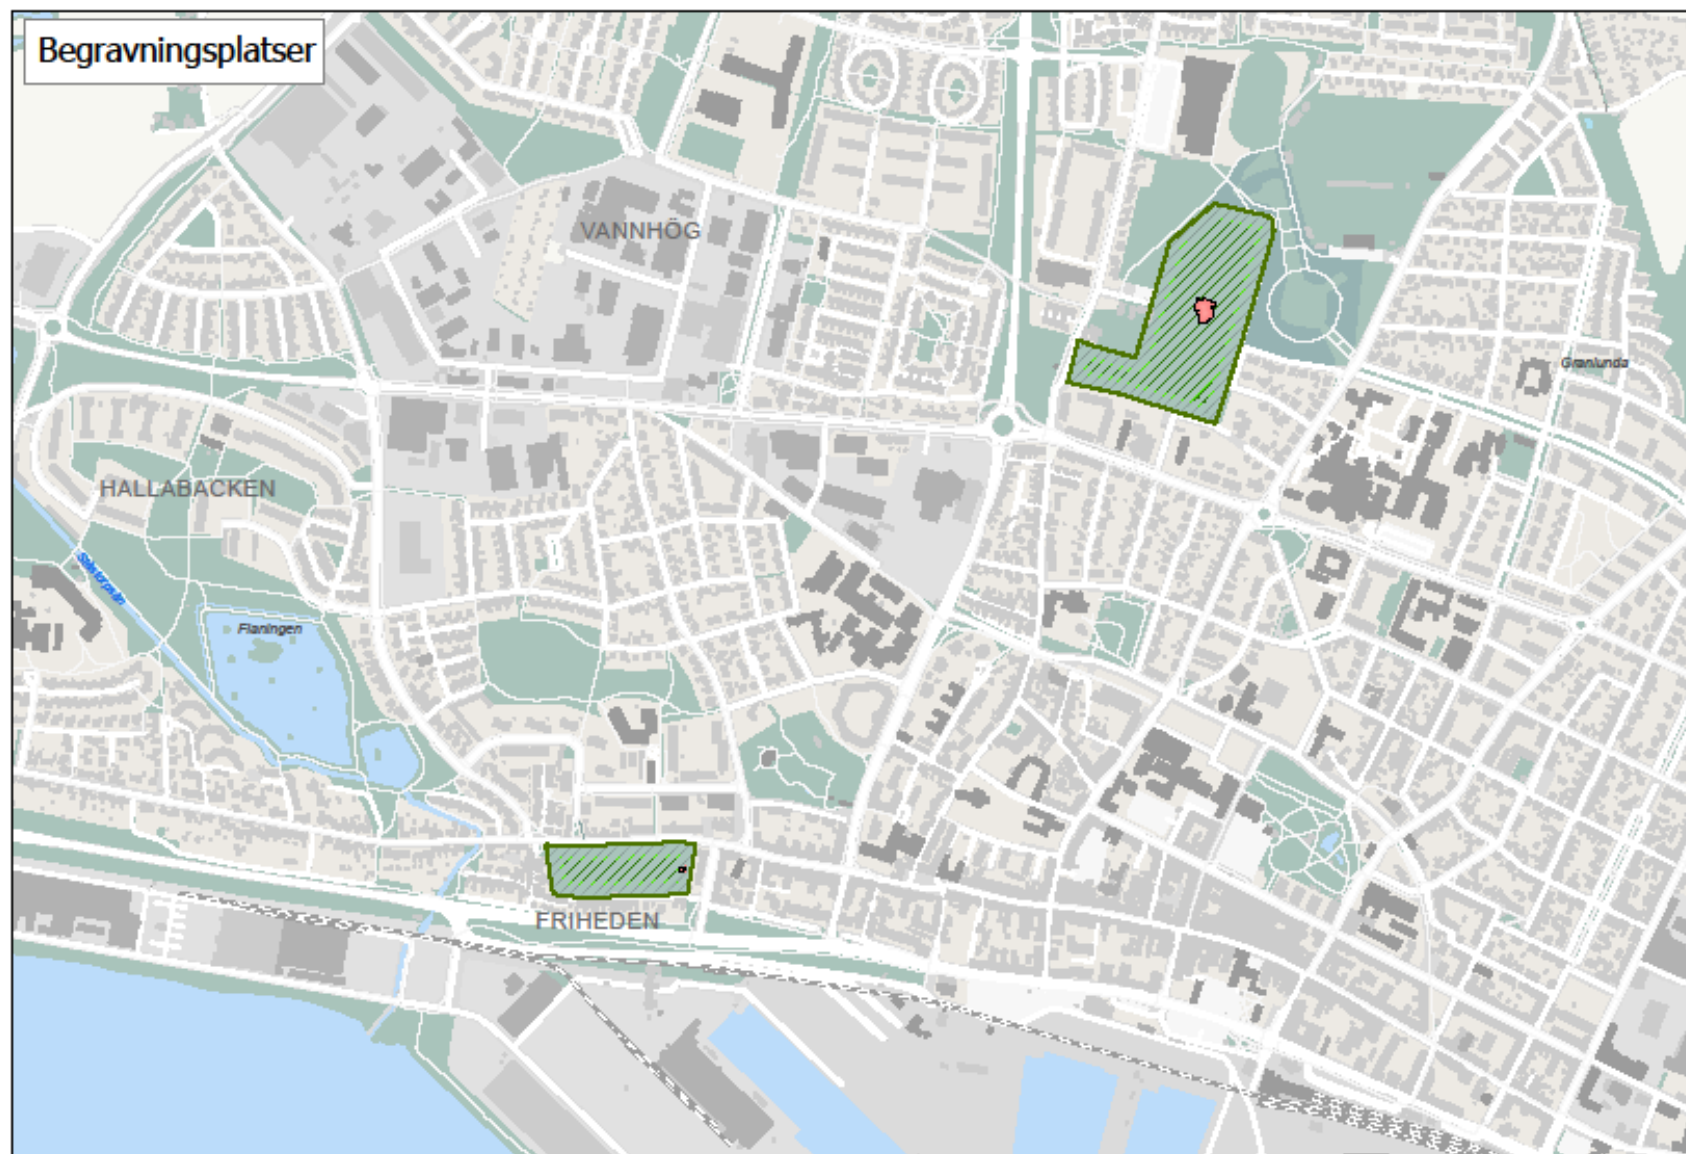 Begravningsplatser
VANNHÖG
Granlunda
HALLABACKEN
Flaningen
FRIHEDEN